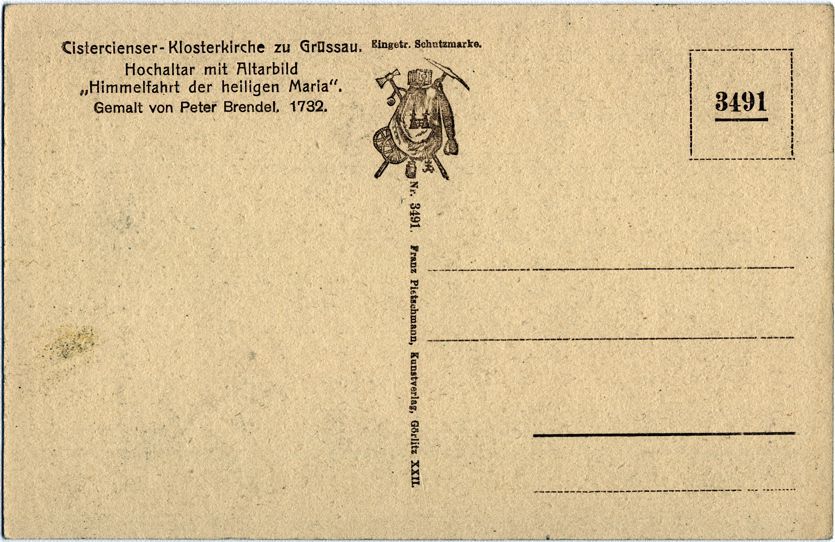 Cistercienser-Klosterkirche zu Grüssau.
Hochaltar mit Altarbild
„Himmelfahrt der heiligen Maria“.
Gemalt von Peter Brendel, 1732.
Eingetr. Schutzmarke.
3491
Nr. 3491. Franz Pietschmann, Kunstverlag, Görlitz XXII.